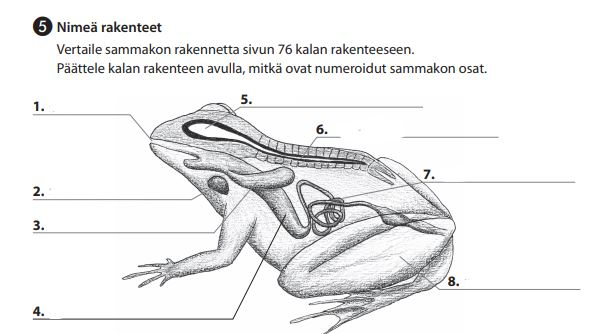 5 Nimeä rakenteet
Vertaile sammakon rakennetta sivun 76 kalan rakenteeseen.
Päättele kalan rakenteen avulla, mitkä ovat numeroidut sammakon osat.
1.
5.
6.
7.
2.
3.
8.
4.